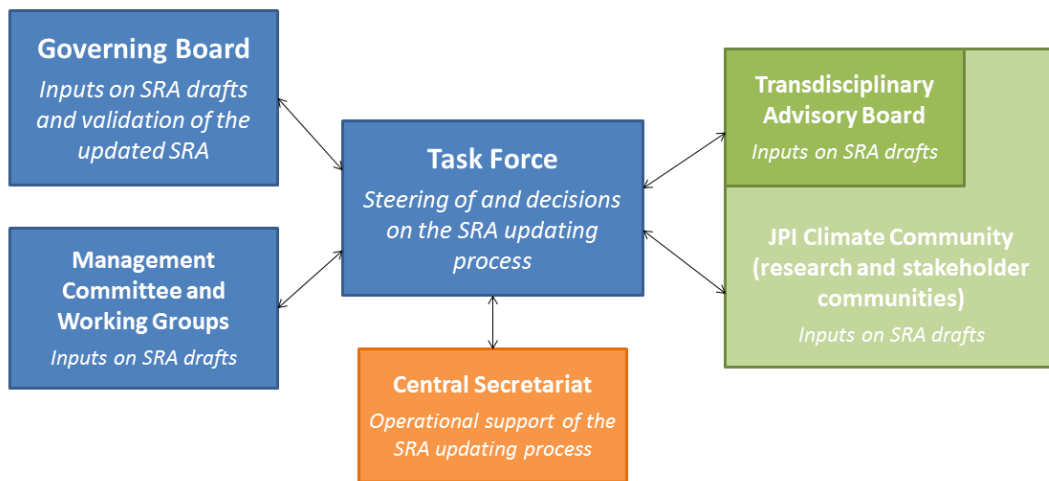 Governing Board
Inputs on SRA drafts
and validation of the
updated SRA
Management
Committee and
Working Groups
Inputs on SRA drafts
Task Force
Steering of and decisions
on the SRA updating
process
Central Secretariat
Operational support of the
SRA updating process
Transdisciplinary
Advisory Board
Inputs on SRA drafts
JPI Climate Community
(research and stakeholder
communities)
Inputs on SRA drafts